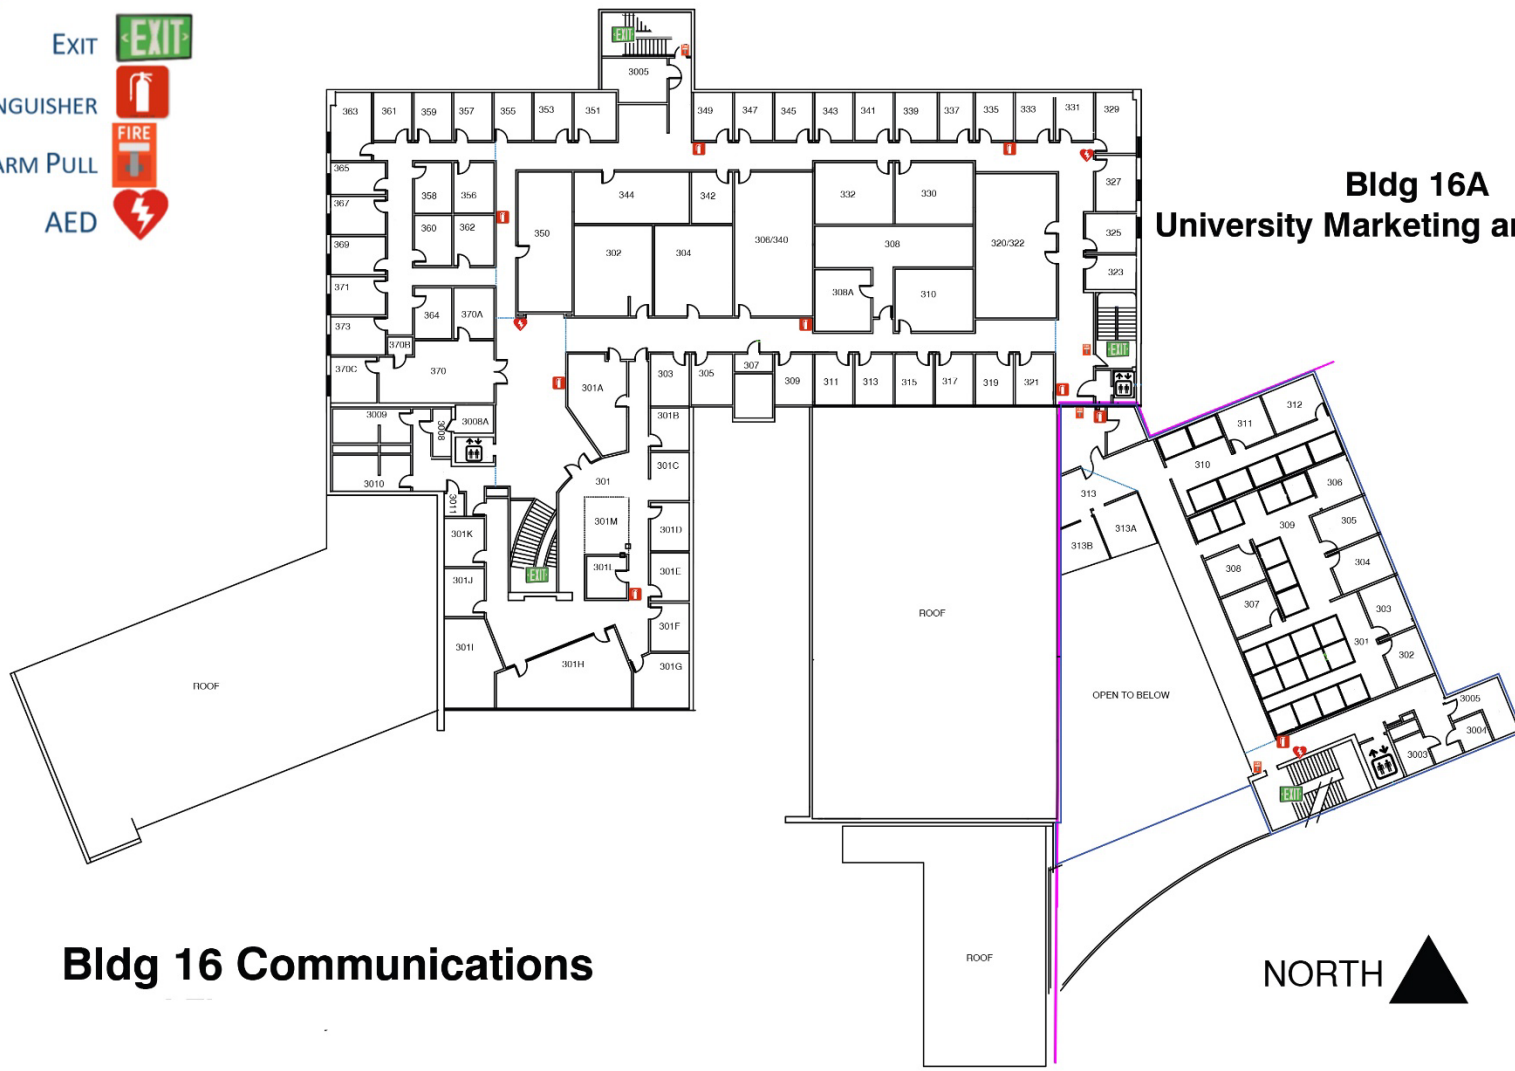 EXIT
EXIT
NGUISHER
FIRE
ARM PULL
AED
EXIT
3005
363 361 359 357 355 353 351 349 347 345 343 341 339 337 335 333 331 329
365 358 356 344 342 332 330 327
367
360 362 350 302 304 306/340 308 320/322 325
369
371 364 370A 308A 310 323
373
370B
EXIT
370C 370 301A 303 305 307 309 311 313 315 317 319 321
3009 3008 3008A 301B
3010 301 301C
3011
301K 301M 301D
301J 301L 301E
EXIT
301F
301I 301H 301G
ROOF
ROOF
ROOF
Bldg 16A
University Marketing a
312
311
310
306
313
305
309
313A
313B
304
308
307
303
301
302
OPEN TO BELOW
3005
3004
3003
EXIT
Bldg 16 Communications
NORTH